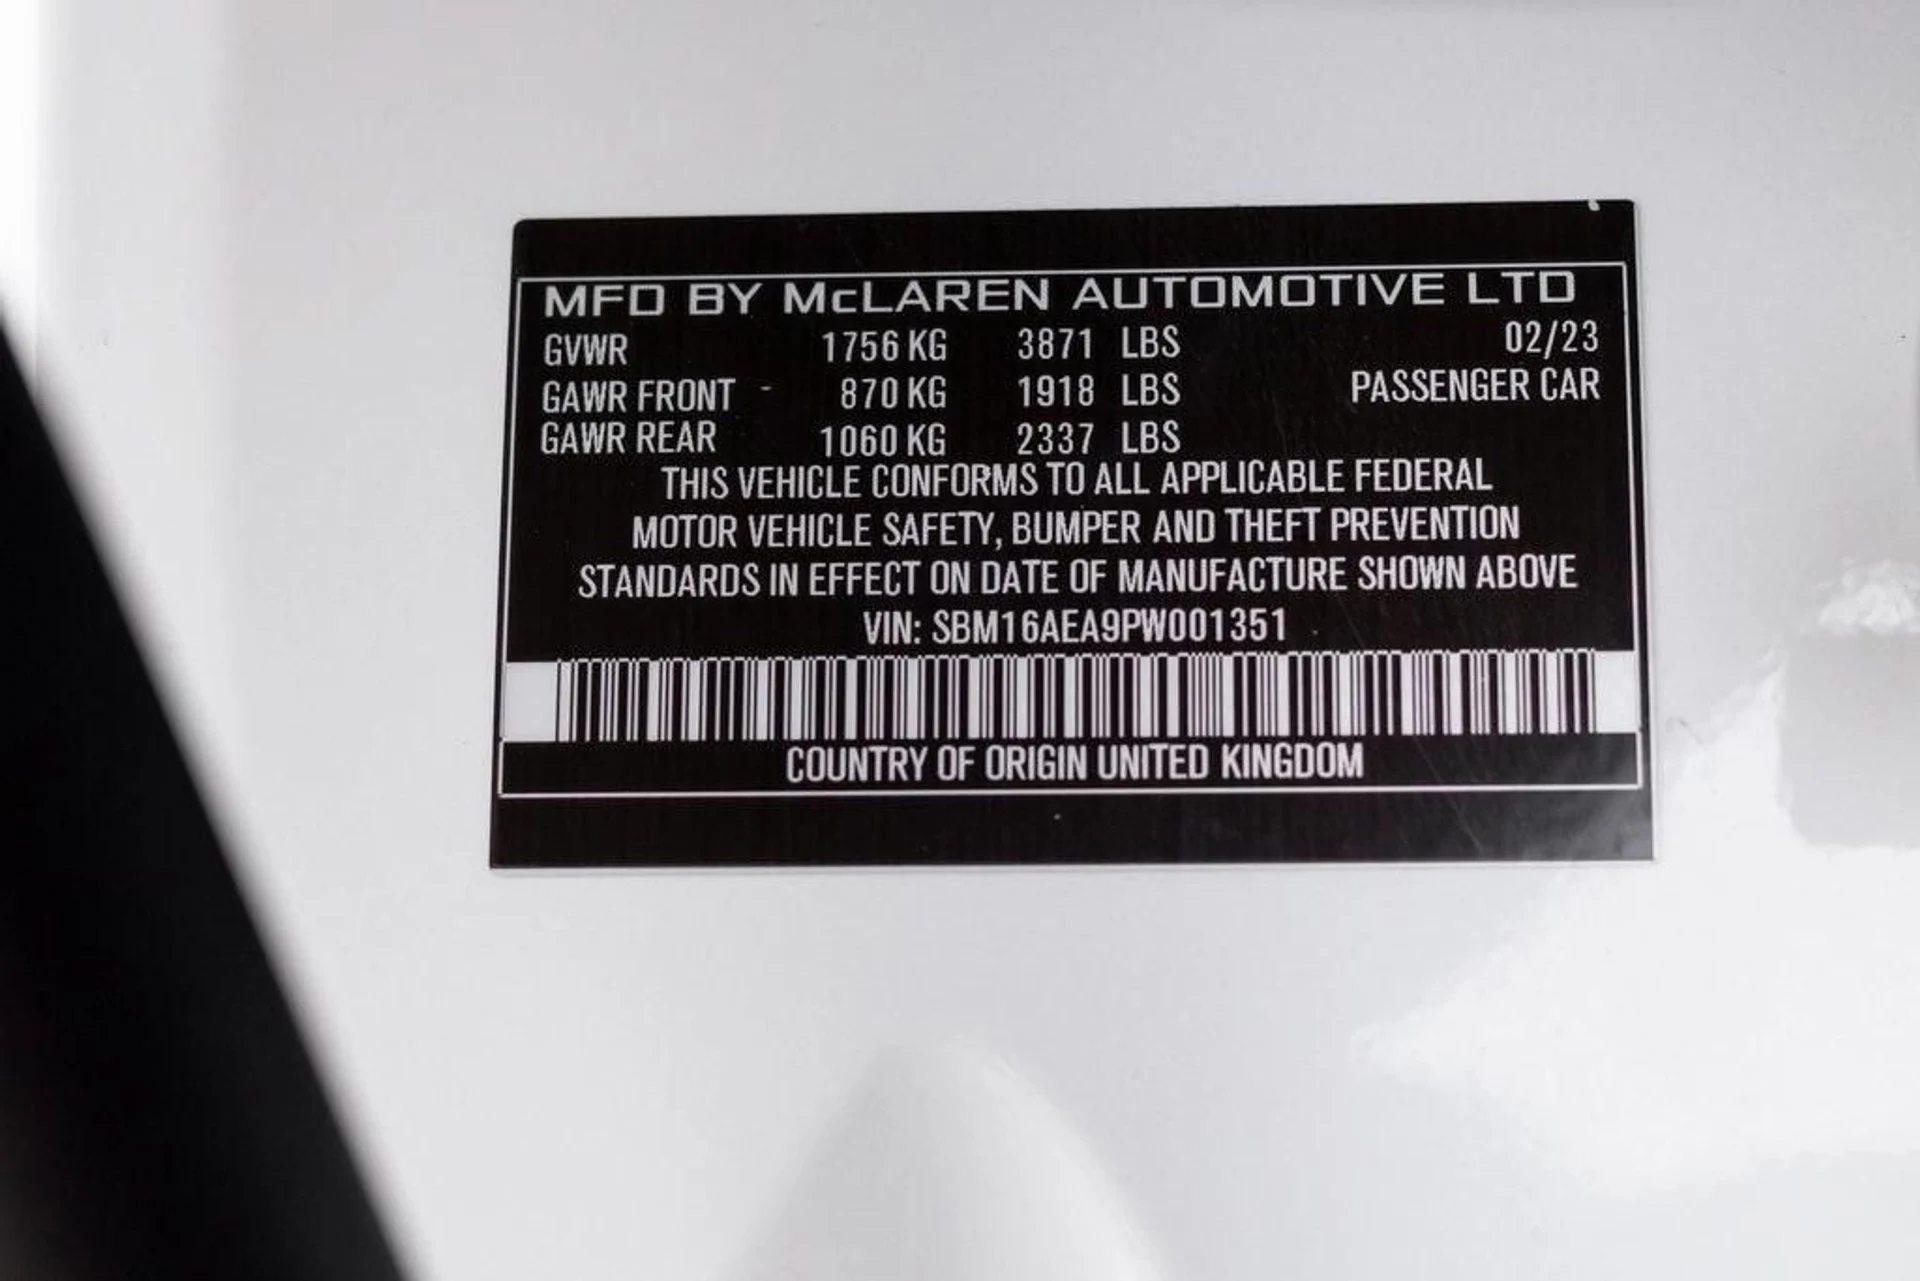 MFD BY McLAREN AUTOMOTIVE LTD
GVWR 1756 KG 3871 LBS 02/23
GAWR FRONT - 870 KG 1918 LBS PASSENGER CAR
GAWR REAR 1060 KG 2337 LBS
THIS VEHICLE CONFORMS TO ALL APPLICABLE FEDERAL
MOTOR VEHICLE SAFETY, BUMPER AND THEFT PREVENTION
STANDARDS IN EFFECT ON DATE OF MANUFACTURE SHOWN ABOVE
VIN: SBM16AEA9PW001351
COUNTRY OF ORIGIN UNITED KINGDOM